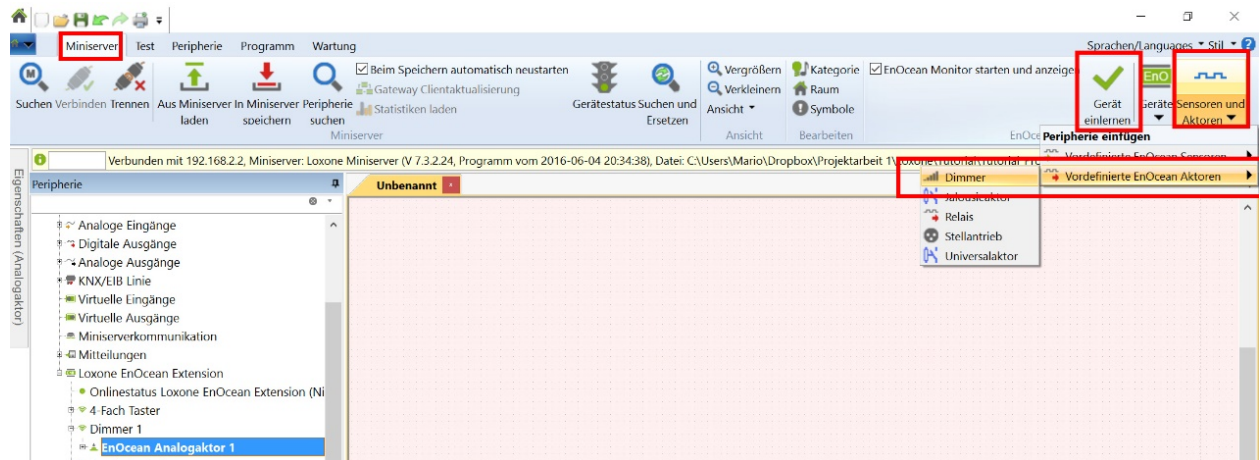 Miniserver Test Peripherie Programm Wartung Sprachen/Languages Stil
Suchen Verbinden Trennen Aus Miniserver laden In Miniserver speichern Peripherie suchen
Beim Speichern automatisch neustarten
Gateway Clientaktualisierung
Statistiken laden
Gerätestatus Suchen und Ersetzen
Vergrößern
Verkleinern
Ansicht
Kategorie
Raum
Symbole
EnOcean Monitor starten und anzeigen
Gerät einlernen
EnO
Geräte
Sensoren und Aktoren
Miniserver Ansicht Bearbeiten EnOce
Peripherie einfügen
Vordefinierte EnOcean Sensoren
Vordefinierte EnOcean Aktoren
Dimmer
Jalousieaktor
Relais
Stellantrieb
Universalaktor
Verbunden mit 192.168.2.2, Miniserver: Loxone Miniserver (V 7.3.2.24, Programm vom 2016-06-04 20:34:38), Datei: C:\Users\Mario\Dropbox\Projektarbeit 1\Loxone\Tutorial\Tutorial
Eigenschaften (Analogaktor)
Peripherie
Unbenannt
Analoge Eingänge
Digitale Ausgänge
Analoge Ausgänge
KNX/EIB Linie
Virtuelle Eingänge
Virtuelle Ausgänge
Miniserverkommunikation
Mitteilungen
Loxone EnOcean Extension
Onlinestatus Loxone EnOcean Extension (Ni
4-Fach Taster
Dimmer 1
EnOcean Analogaktor 1